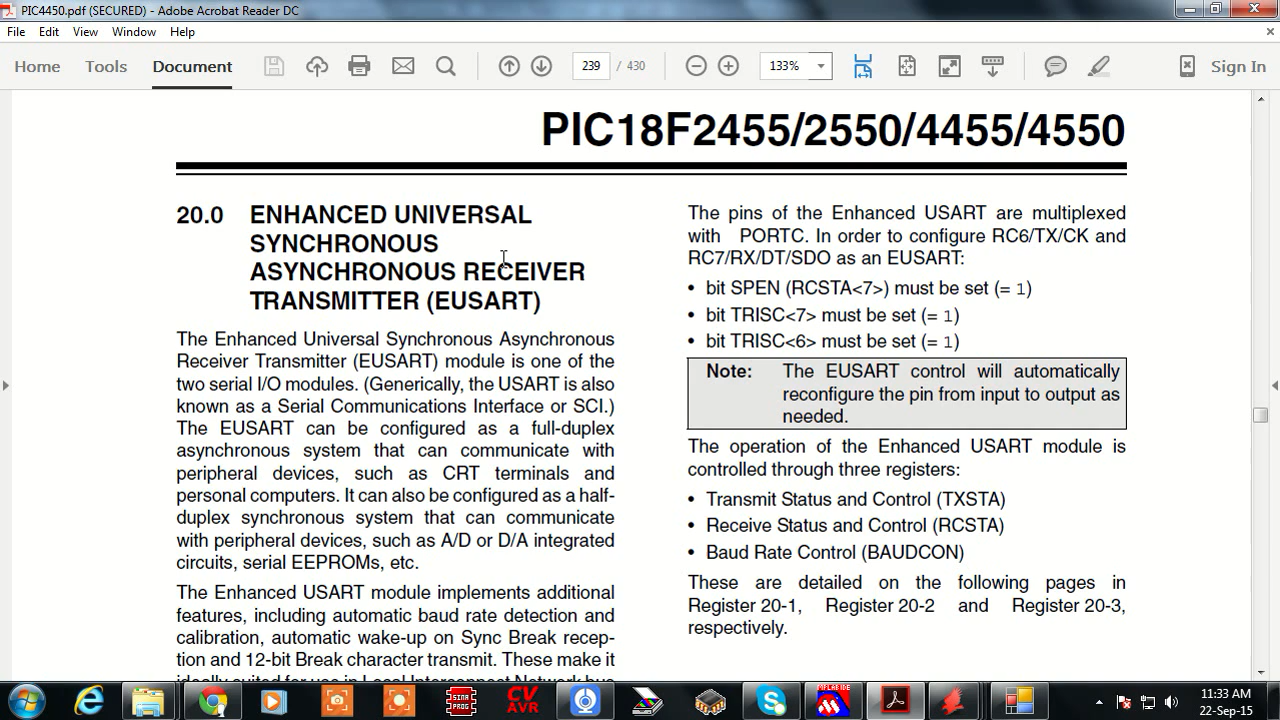 PIC4450.pdf (SECURED) - Adobe Acrobat Reader DC
File Edit View Window Help
Home Tools Document 239 / 430 133% Sign In
PIC18F2455/2550/4455/4550
20.0 ENHANCED UNIVERSAL
SYNCHRONOUS
ASYNCHRONOUS RECEIVER
TRANSMITTER (EUSART)
The Enhanced Universal Synchronous Asynchronous
Receiver Transmitter (EUSART) module is one of the
two serial I/O modules. (Generically, the USART is also
known as a Serial Communications Interface or SCI.)
The EUSART can be configured as a full-duplex
asynchronous system that can communicate with
peripheral devices, such as CRT terminals and
personal computers. It can also be configured as a half-
duplex synchronous system that can communicate
with peripheral devices, such as A/D or D/A integrated
circuits, serial EEPROMs, etc.
The Enhanced USART module implements additional
features, including automatic baud rate detection and
calibration, automatic wake-up on Sync Break recep-
tion and 12-bit Break character transmit. These make it
ideally suited for use in Local Interconnect Network bus
The pins of the Enhanced USART are multiplexed
with PORTC. In order to configure RC6/TX/CK and
RC7/RX/DT/SDO as an EUSART:
• bit SPEN (RCSTA<7>) must be set (= 1)
• bit TRISC<7> must be set (= 1)
• bit TRISC<6> must be set (= 1)
Note: The EUSART control will automatically
reconfigure the pin from input to output as
needed.
The operation of the Enhanced USART module is
controlled through three registers:
• Transmit Status and Control (TXSTA)
• Receive Status and Control (RCSTA)
• Baud Rate Control (BAUDCON)
These are detailed on the following pages in
Register 20-1, Register 20-2 and Register 20-3,
respectively.
SINA
PROG
CV
AVR
MPLAB IDE
11:33 AM
22-Sep-15